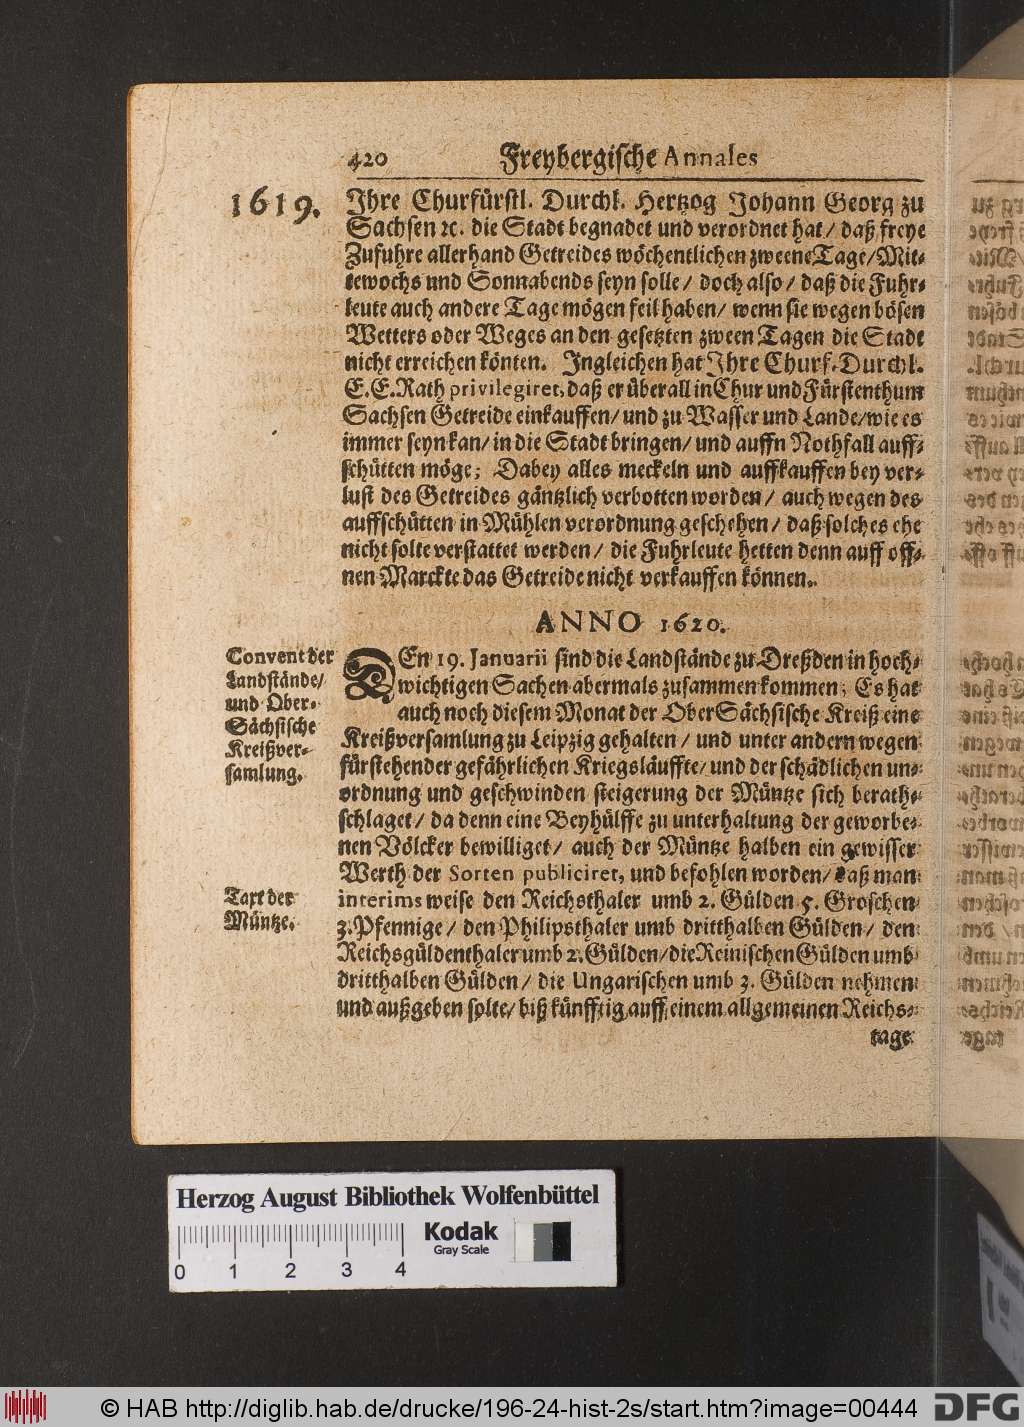 420 Freybergische Annales
1619.
Ihre Churfürstl. Durchl. Hertzog Johann Georg zu
Sachsen ꝛc. die Stadt begnadet und verordnet hat/ daß freye
Zufuhre allerhand Getreides wöchentlichen zweene Tage/Mit-
tewochs und Sonnabends seyn solle/ doch also/ daß die Fuhr-
leute auch andere Tage mögen feil haben/ wenn sie wegen bösen
Wetters oder Weges an den gesetzten zween Tagen die Stadt
nicht erreichen könten. Ingleichen hat Ihre Churf. Durchl.
E. E. Rath privilegiret, daß er überall in Chur und Fürstenthum
Sachsen Getreide einkauffen/ und zu Wasser und Lande/wie es
immer seyn kan/ in die Stadt bringen/ und auffn Nothfall auff-
schütten möge; Dabey alles meckeln und auffkauffen bey ver-
lust des Getreides gäntzlich verbotten worden/ auch wegen des
auffschütten in Mühlen verordnung geschehen/ daß solches ehe
nicht solte verstattet werden/ die Fuhrleute hetten denn auff off-
nen Marckte das Getreide nicht verkauffen können.
ANNO 1620.
Convent der
Landstände/
und Ober-
Sächsische
Kreißver-
samlung.
DEn 19. Januarii sind die Landstände zu Dreßden in hoch-
wichtigen Sachen abermals zusammen kommen; Es hat
auch noch diesem Monat der OberSächsische Kreiß eine
Kreißversamlung zu Leipzig gehalten/ und unter andern wegen
fürstehender gefährlichen Kriegsläuffte/ und der schädlichen un-
ordnung und geschwinden steigerung der Müntze sich berath-
schlaget/ da denn eine Beyhülffe zu unterhaltung der geworbe-
nen Völcker bewilliget/ auch der Müntze halben ein gewisser
Werth der Sorten publiciret, und befohlen worden/ daß man
Taxt der
Müntze.
interims weise den Reichsthaler umb 2. Gülden 5. Groschen
3. Pfennige/ den Philipsthaler umb dritthalben Gülden/ den
Reichsgüldenthaler umb 2. Gülden/ die Reinischen Gülden umb
dritthalben Gülden/ die Ungarischen umb 3. Gülden nehmen
und außgeben solte/ biß künfftig auff einem allgemeinen Reichs-
tage
Herzog August Bibliothek Wolfenbüttel
Kodak
Gray Scale
0 1 2 3 4
© HAB http://diglib.hab.de/drucke/196-24-hist-2s/start.htm?image=00444
DFG